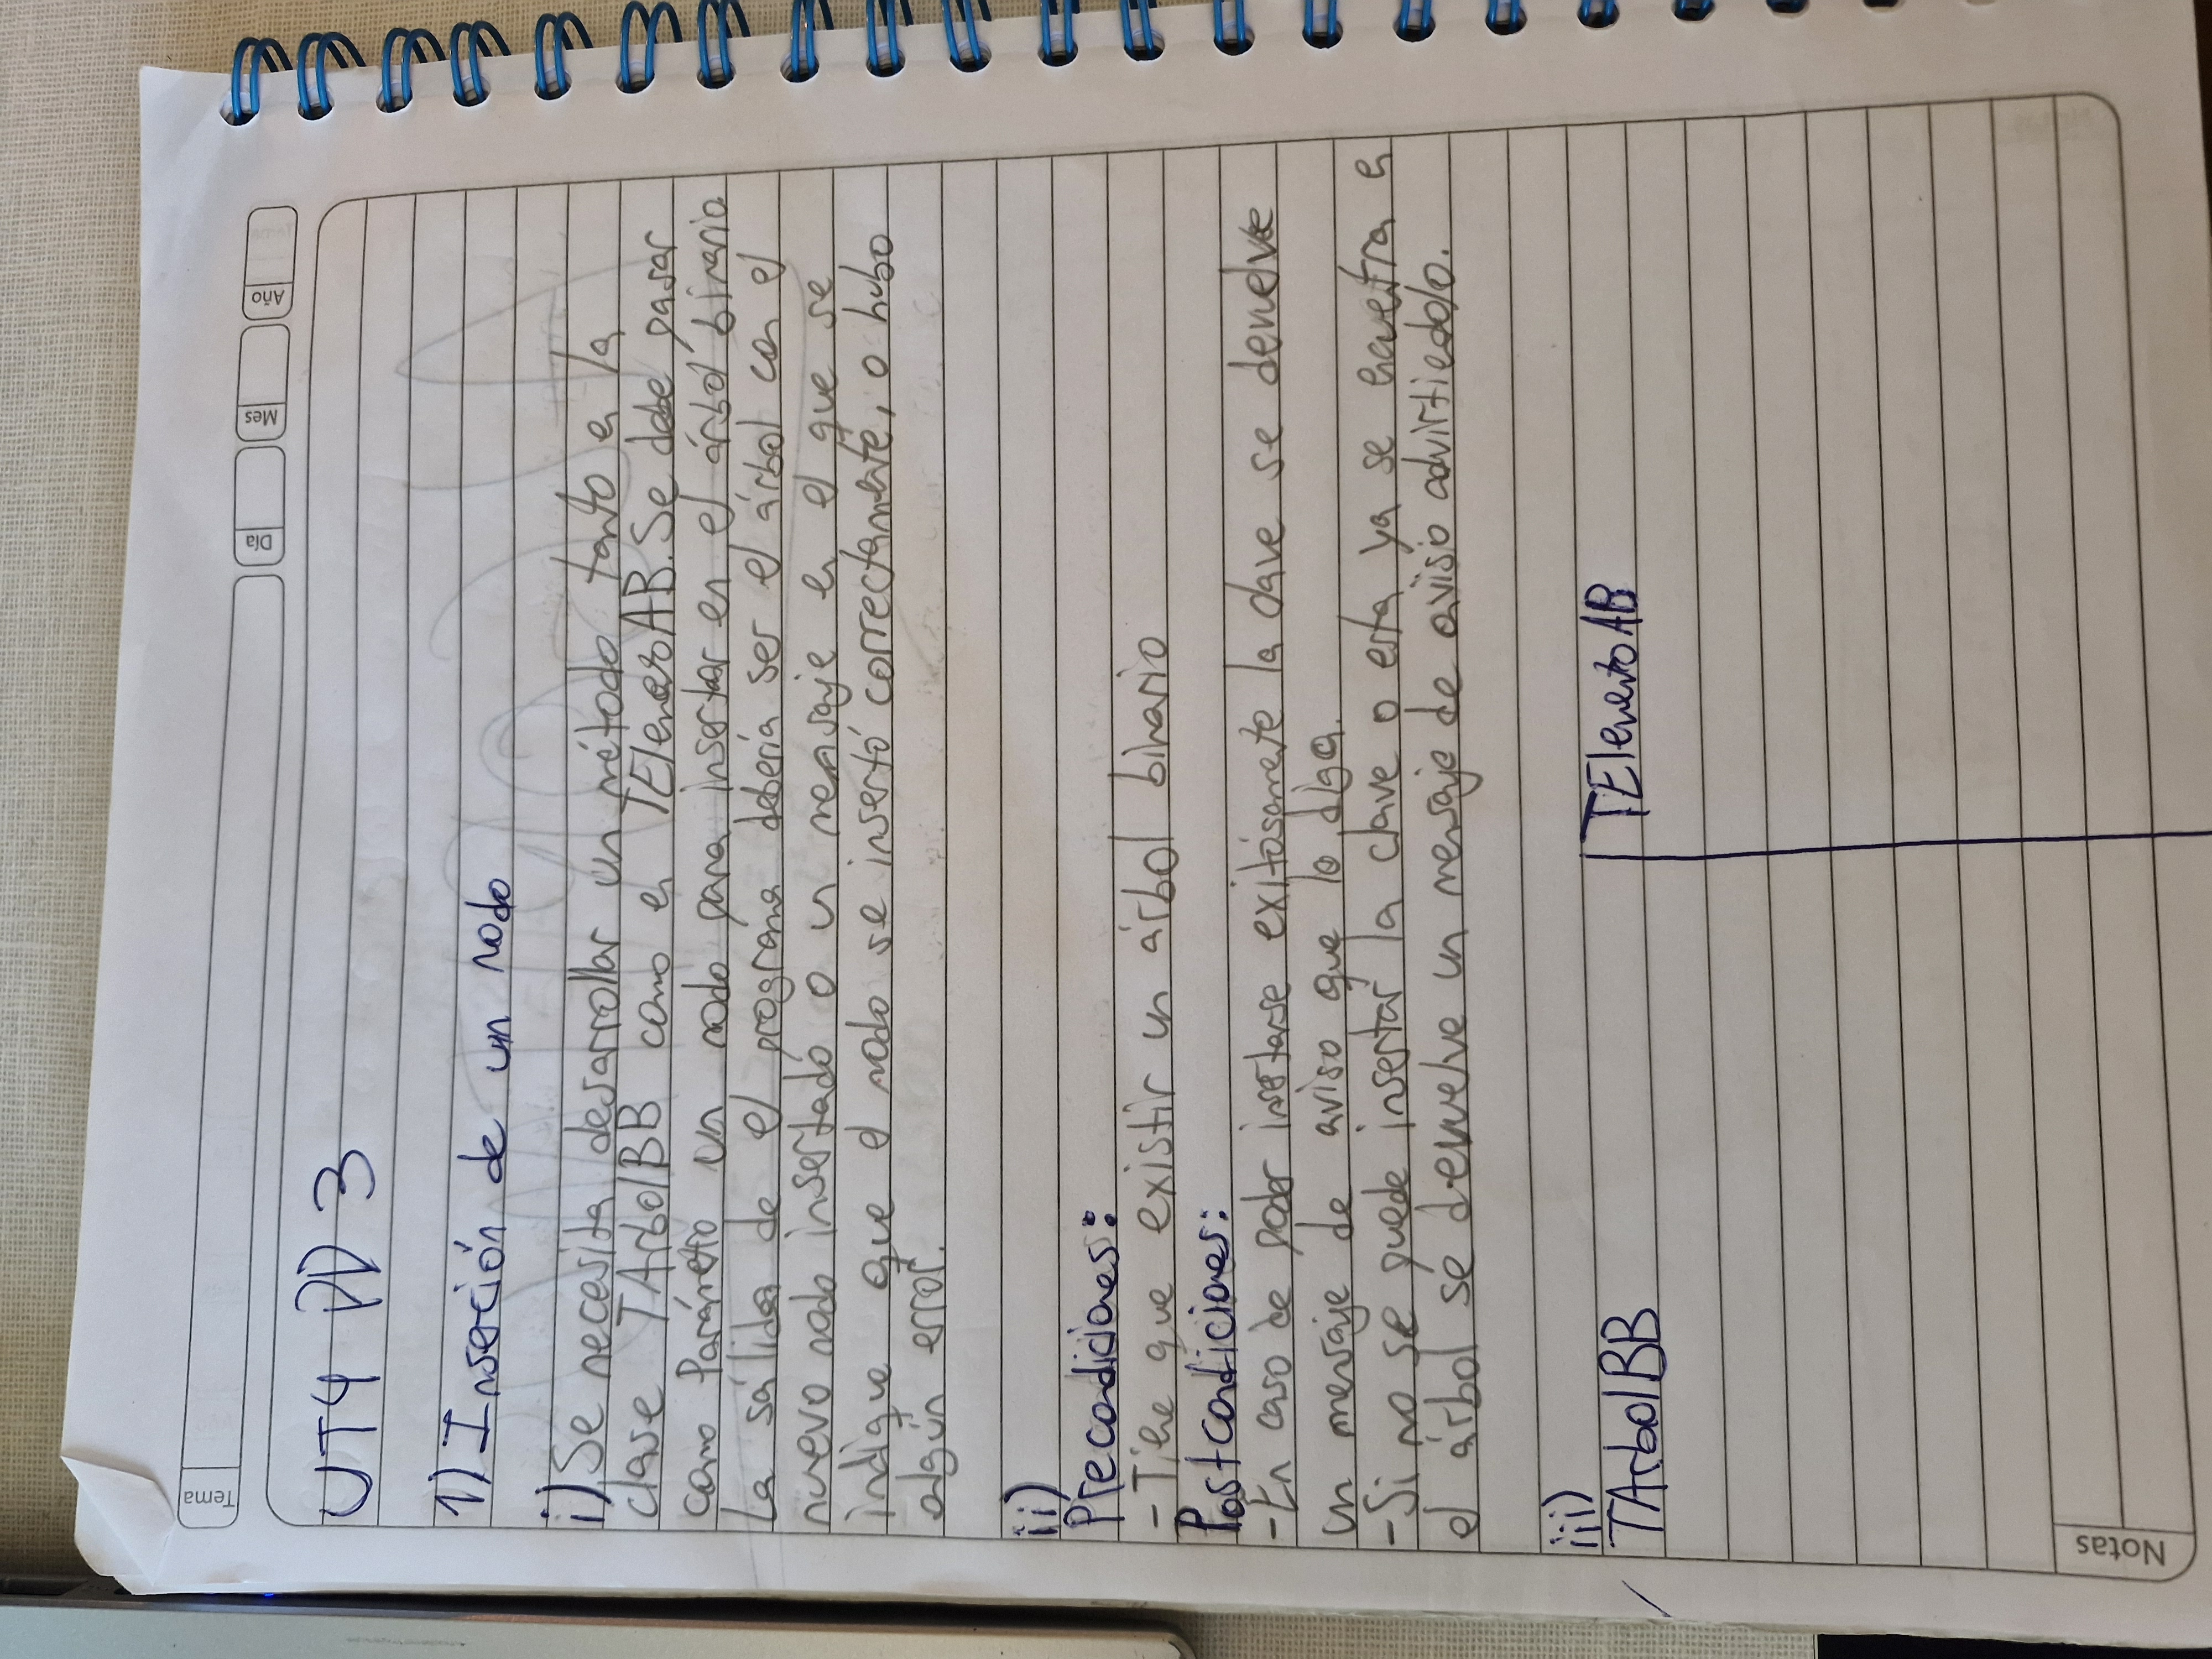 Tema
Día
Mes
Año
UT4 PD 3
1) Inserción de un nodo
i) Se necesita desarrollar un método tanto en la
clase TArbolBB como en TElementoAB. Se debe pasar
como Parámetro un nodo para insertar en el árbol binario
La sálida de el programa debería ser el árbol con el
nuevo nodo insertado o un mensaje en el que se
indique que el nodo se insertó correctamente, o hubo
algún error.
ii)
Precondiciones:
- Tiene que existir un árbol binario
Postcondiciones:
- En caso de poder insertarse exitósamente la clave se devuelve
un mensaje de aviso que lo diga.
- Si no se puede insertar la clave o esta ya se encuentra en
el árbol se devuelve un mensaje de aviso advirtiedolo.
iii)
TArbolBB
TElementoAB
Notas